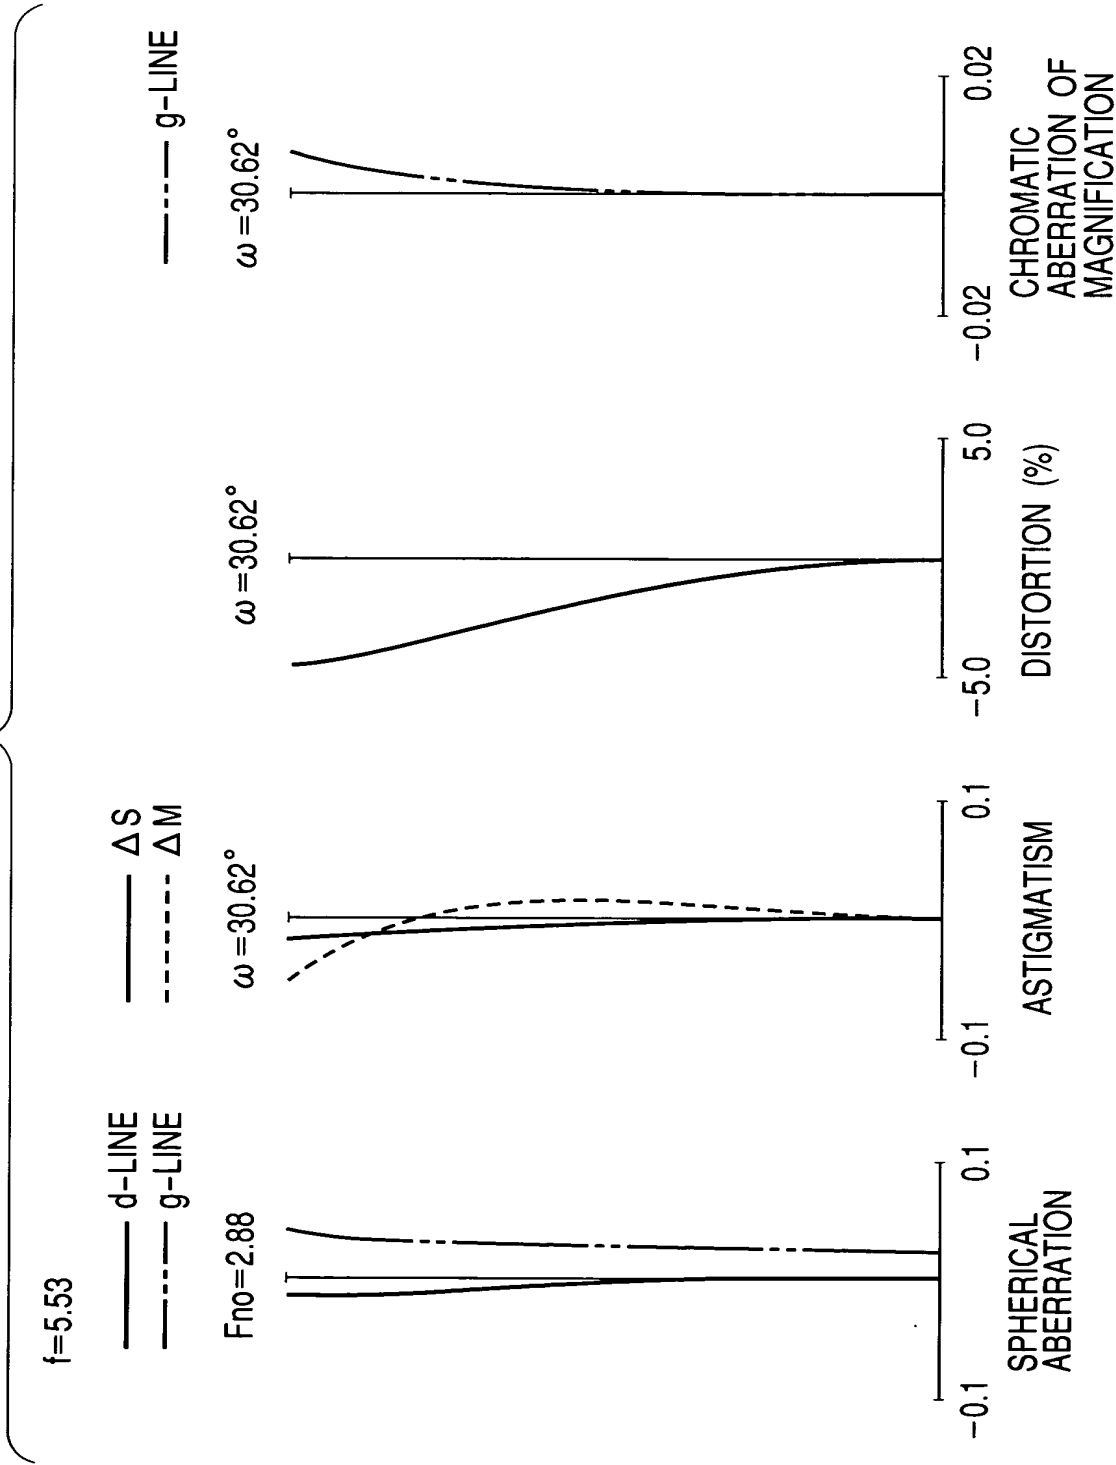 f=5.53
d-LINE
g-LINE
Fno=2.88
−0.1
0.1
SPHERICAL
ABERRATION
ΔS
ΔM
ω=30.62°
−0.1
0.1
ASTIGMATISM
ω=30.62°
−5.0
5.0
DISTORTION (%)
g-LINE
ω=30.62°
−0.02
0.02
CHROMATIC
ABERRATION OF
MAGNIFICATION